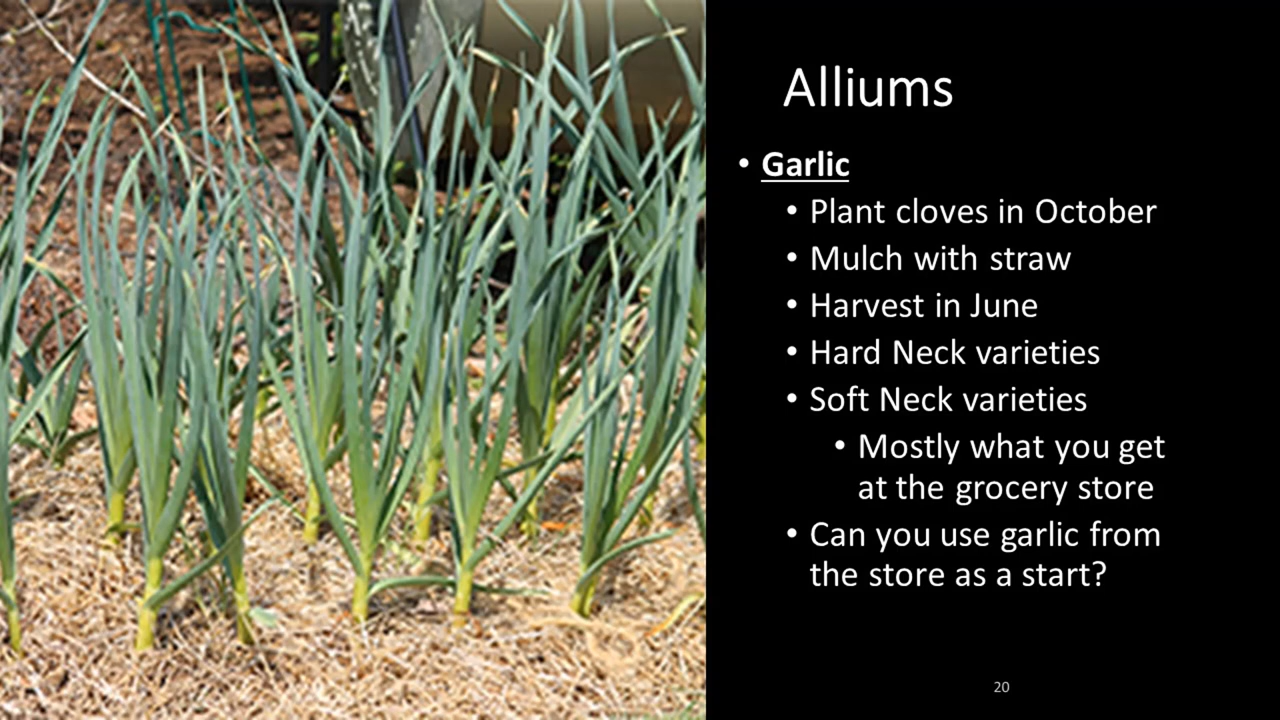 Alliums
• Garlic
• Plant cloves in October
• Mulch with straw
• Harvest in June
• Hard Neck varieties
• Soft Neck varieties
• Mostly what you get
at the grocery store
• Can you use garlic from
the store as a start?
20